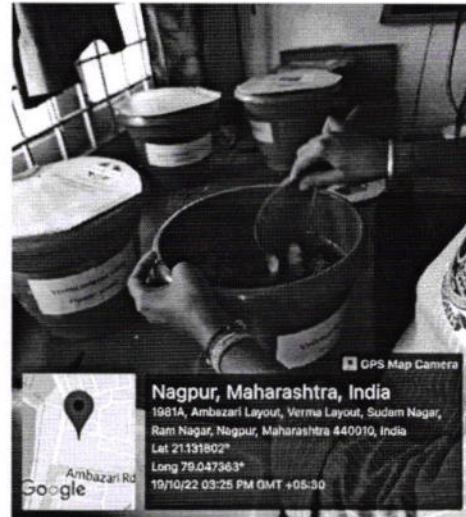 GPS Map Camera
Nagpur, Maharashtra, India
1981A, Ambazari Layout, Verma Layout, Sudam Nagar,
Ram Nagar, Nagpur, Maharashtra 440010, India
Lat 21.131802°
Long 79.047363°
19/10/22 03:25 PM GMT +05:30
Ambazari Rd
Google